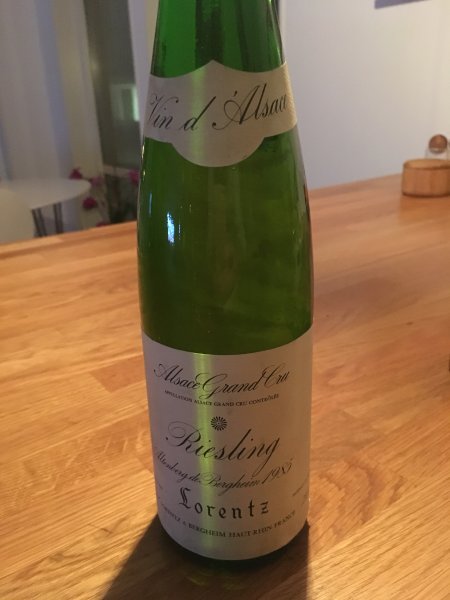 Vin d'Alsace
Alsace Grand Cru
APPELLATION ALSACE GRAND CRU CONTRÔLÉE
Riesling
Altenberg de Bergheim 1985
Lorentz
A BERGHEIM HAUT-RHIN FRANCE